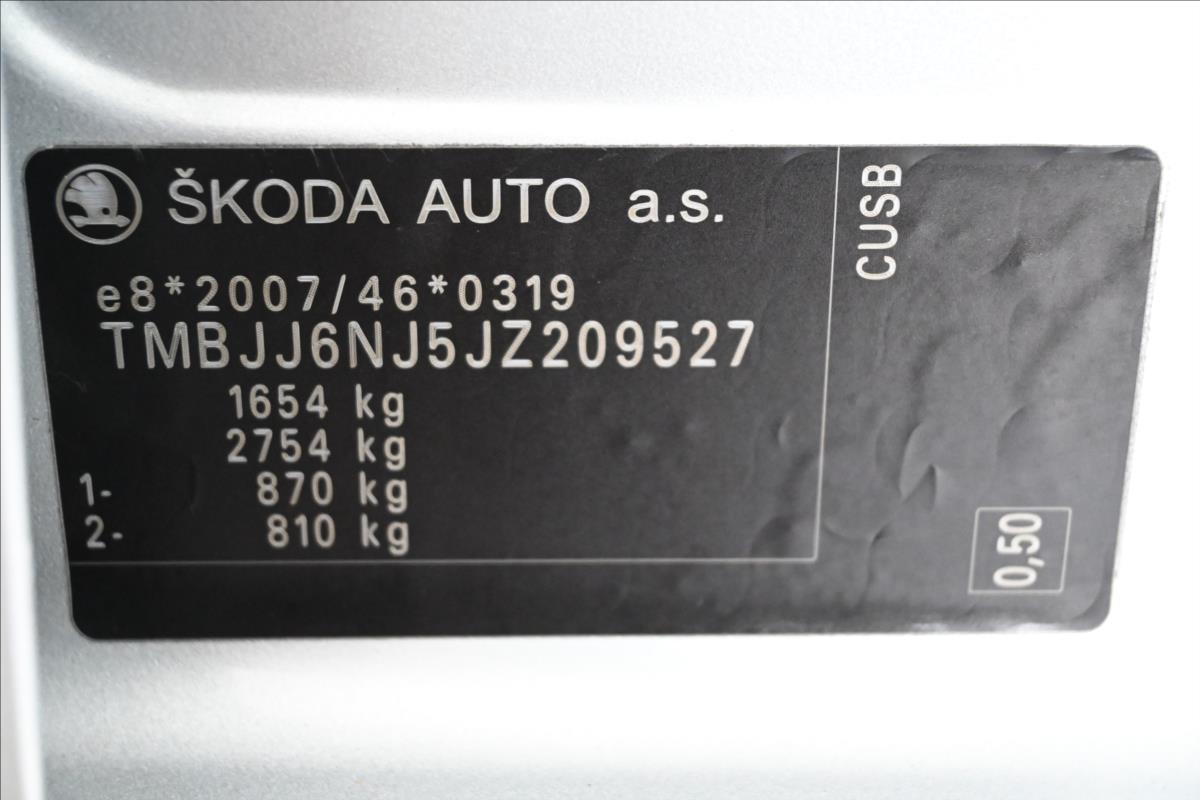 ŠKODA AUTO a.s.
e8*2007/46*0319
TMBJJ6NJ5JZ209527
1654 kg
2754 kg
1- 870 kg
2- 810 kg
CUSB
0,50